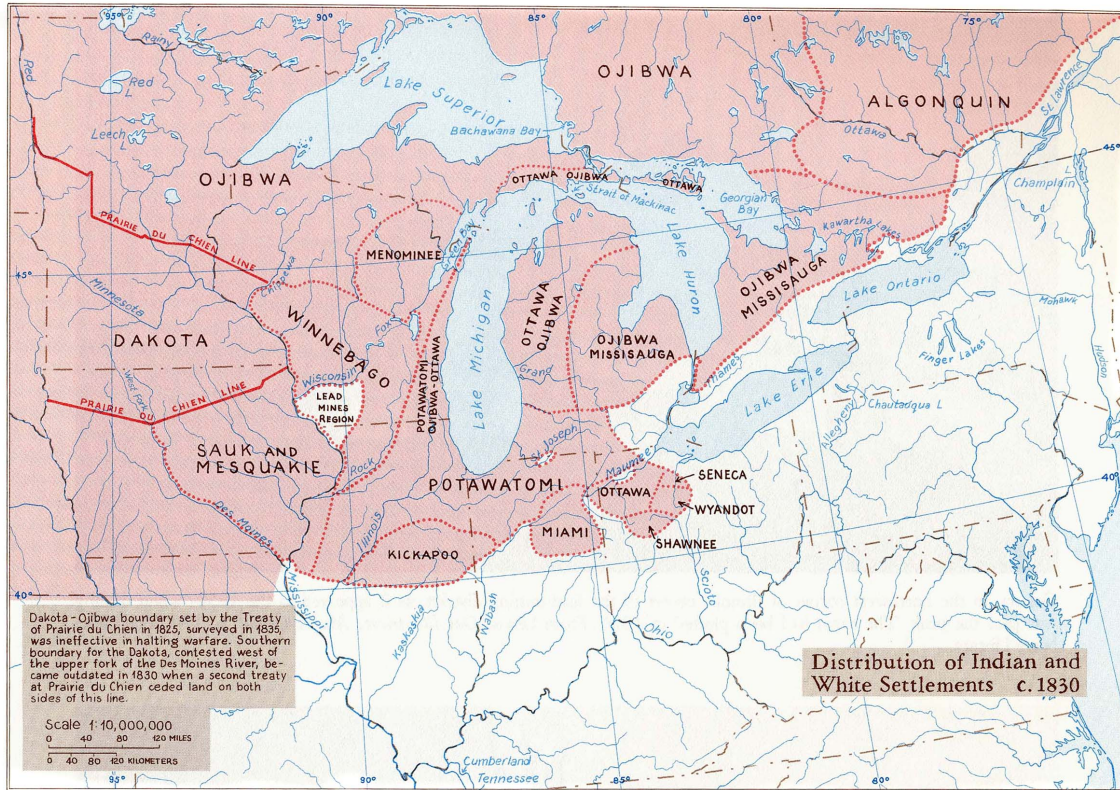 95°
90°
85°
80°
75°
Rainy
Red
Red
L
Lake Superior
OJIBWA
ALGONQUIN
St. Lawrence
Bachawana Bay
Leech
L
Ottawa
45°
OJIBWA
OTTAWA OJIBWA
OTTAWA
Strait of Mackinac
Georgian
Bay
L
Champlain
PRAIRIE DU CHIEN LINE
MENOMINEE
Green Bay
Kawartha Lakes
45°
Chippewa
Lake Huron
OJIBWA
MISSISAUGA
Lake Ontario
Minnesota
WINNEBAGO
Fox
Lake Michigan
OTTAWA
OJIBWA
Mohawk
DAKOTA
OJIBWA
MISSISAUGA
Finger Lakes
Hudson
West Fork
Wisconsin
POTAWATOMI
OJIBWA-OTTAWA
Grand
Thames
Lake Erie
PRAIRIE DU CHIEN LINE
LEAD
MINES
REGION
Chautauqua L
Allegheny
SAUK AND
MESQUAKIE
Rock
St. Joseph
Maumee
POTAWATOMI
SENECA
OTTAWA
WYANDOT
40°
Des Moines
Illinois
KICKAPOO
MIAMI
SHAWNEE
Mississippi
Scioto
40°
Kaskaskia
Wabash
Ohio
Dakota-Ojibwa boundary set by the Treaty
of Prairie du Chien in 1825, surveyed in 1835,
was ineffective in halting warfare. Southern
boundary for the Dakota, contested west of
the upper fork of the Des Moines River, be-
came outdated in 1830 when a second treaty
at Prairie du Chien ceded land on both
sides of this line.
Distribution of Indian and
White Settlements c.1830
Scale 1:10,000,000
0 40 80 120 MILES
0 40 80 120 KILOMETERS
Cumberland
Tennessee
95°
90°
85°
80°